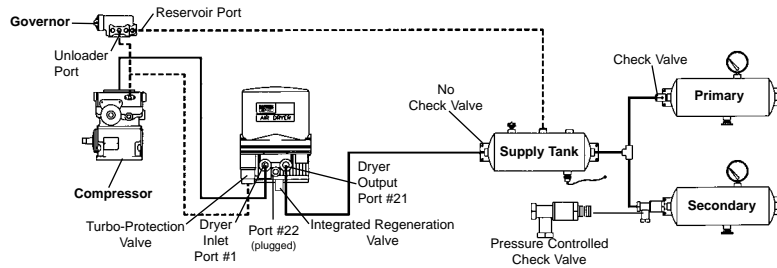 Governor
Reservoir Port
Unloader
Port
Compressor
AIR DRYER
Turbo-Protection
Valve
Dryer
Inlet
Port #1
Port #22
(plugged)
Integrated Regeneration
Valve
Dryer
Output
Port #21
No
Check Valve
Supply Tank
Check Valve
Primary
Secondary
Pressure Controlled
Check Valve